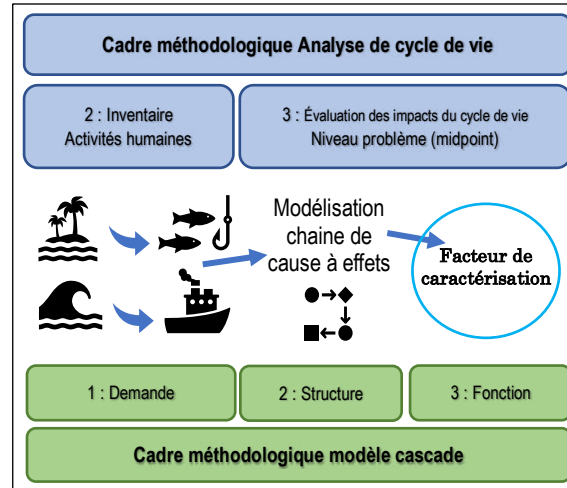 Cadre méthodologique Analyse de cycle de vie
2 : Inventaire
Activités humaines
3 : Évaluation des impacts du cycle de vie
Niveau problème (midpoint)
Modélisation
chaine de
cause à effets
Facteur de
caractérisation
1 : Demande
2 : Structure
3 : Fonction
Cadre méthodologique modèle cascade